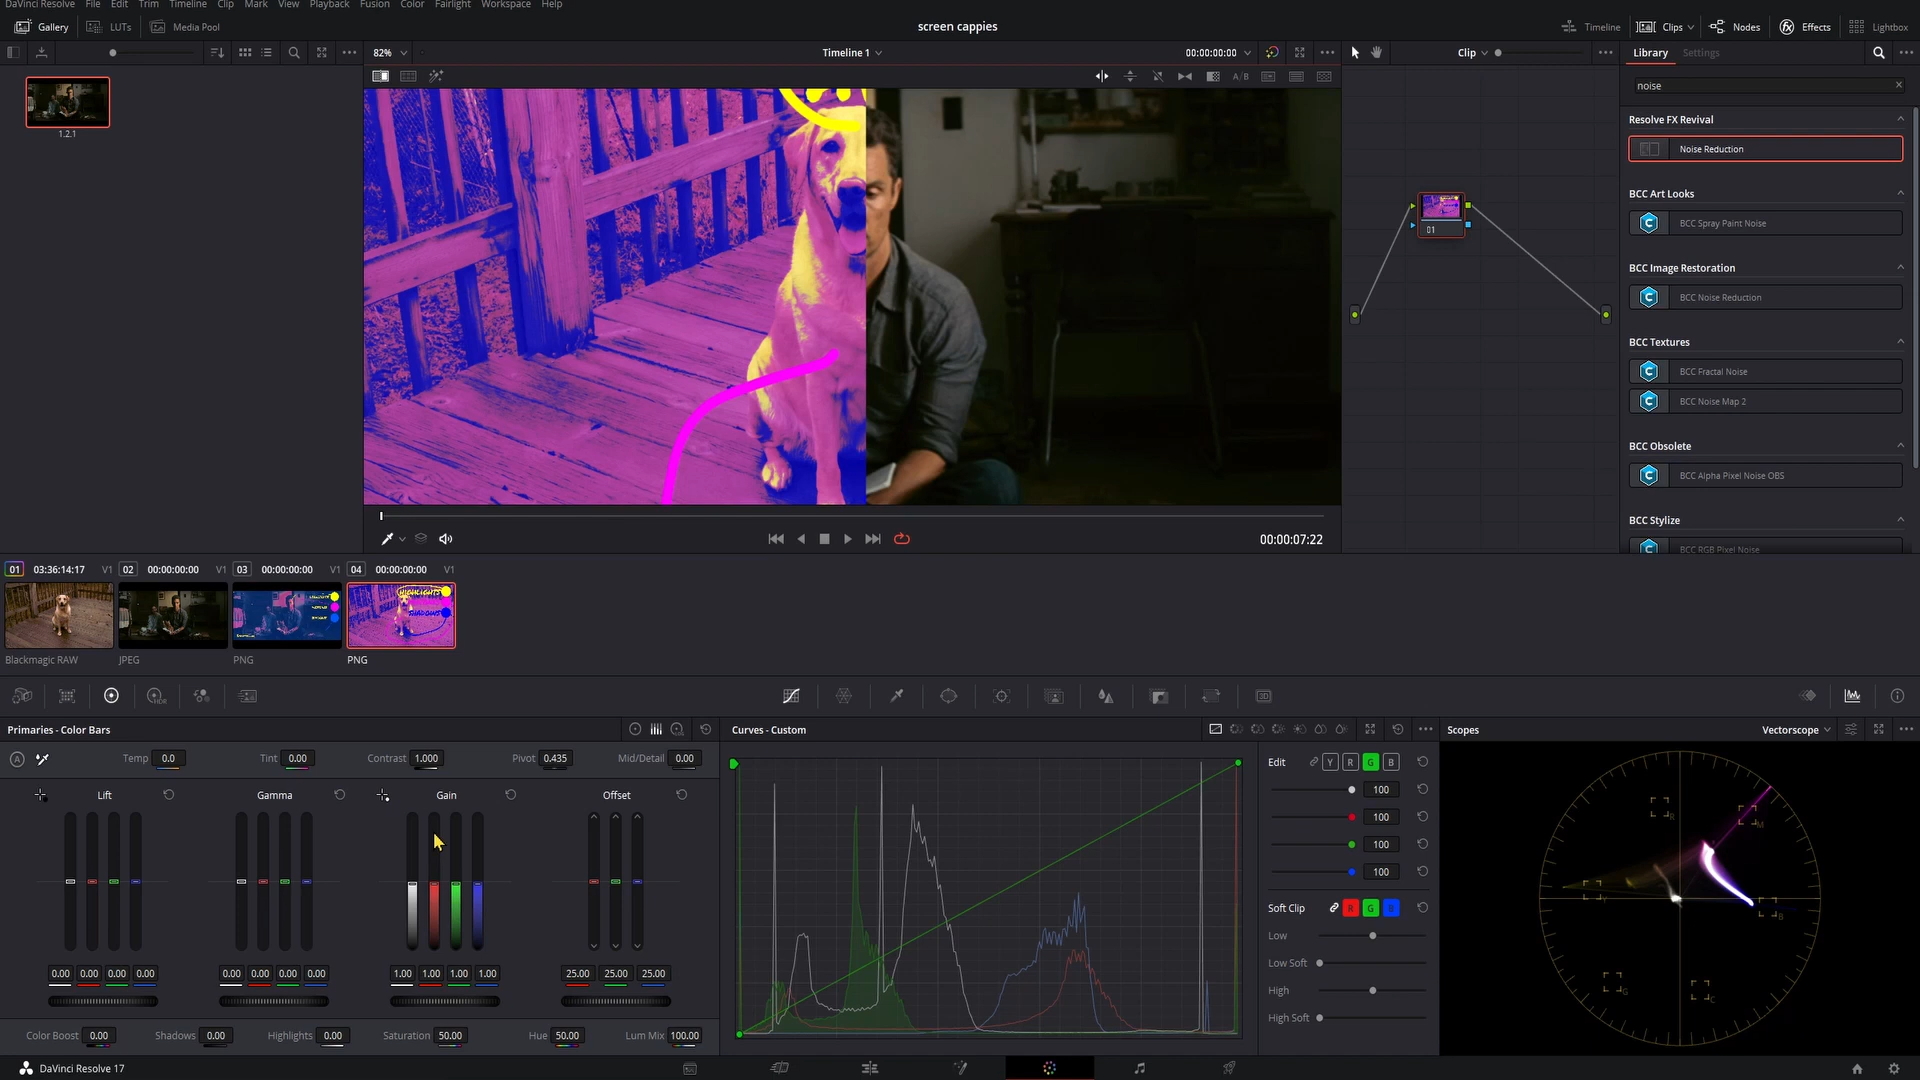 DaVinci Resolve File Edit Trim Timeline Clip Mark View Playback Fusion Color Fairlight Workspace Help
Gallery LUTs Media Pool screen cappies Timeline Clips Nodes Effects Lightbox
82% Timeline 1 00:00:00:00 Clip Library Settings
A/B
noise
1.2.1
Resolve FX Revival
Noise Reduction
BCC Art Looks
BCC Spray Paint Noise
01
BCC Image Restoration
BCC Noise Reduction
BCC Textures
BCC Fractal Noise
BCC Noise Map 2
BCC Obsolete
BCC Alpha Pixel Noise OBS
BCC Stylize
BCC RGB Pixel Noise
00:00:07:22
01 03:36:14:17 V1 02 00:00:00:00 V1 03 00:00:00:00 V1 04 00:00:00:00 V1
HIGHLIGHTS
SHADOWS
Blackmagic RAW JPEG PNG PNG
HDR
3D
Primaries - Color Bars Curves - Custom Scopes Vectorscope
A Temp 0.0 Tint 0.00 Contrast 1.000 Pivot 0.435 Mid/Detail 0.00
Edit Y R G B
Lift Gamma Gain Offset
100
100
100
100
Soft Clip R G B
Low
Low Soft
High
High Soft
R M Y B G C
0.00 0.00 0.00 0.00 0.00 0.00 0.00 0.00 1.00 1.00 1.00 1.00 25.00 25.00 25.00
Color Boost 0.00 Shadows 0.00 Highlights 0.00 Saturation 50.00 Hue 50.00 Lum Mix 100.00
DaVinci Resolve 17